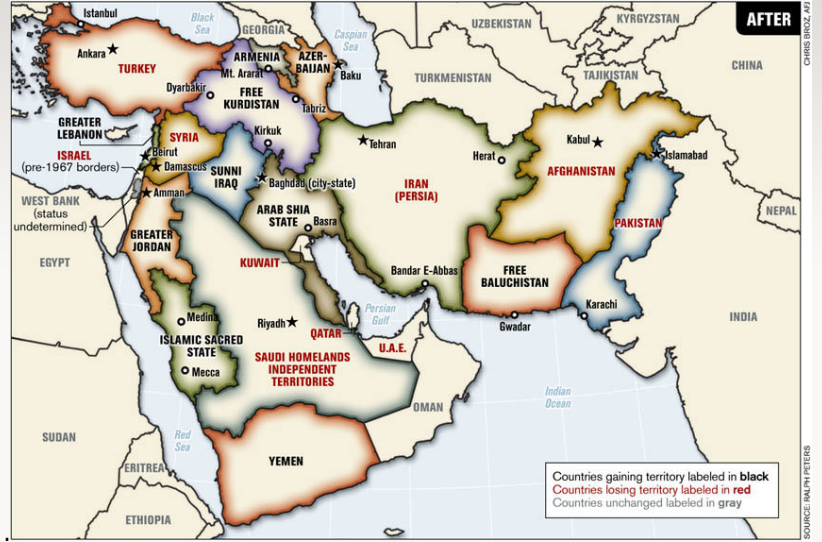 AFTER
CHRIS BROZ, AFJ
Istanbul
Black
Sea
GEORGIA
Caspian
Sea
UZBEKISTAN
KYRGYZSTAN
Ankara
TURKEY
ARMENIA
Mt. Ararat
AZER-
BAIJAN
Baku
TURKMENISTAN
TAJIKISTAN
CHINA
Dyarbakir
FREE
KURDISTAN
Tabriz
GREATER
LEBANON
SYRIA
Kirkuk
Tehran
Herat
Kabul
Islamabad
ISRAEL
(pre-1967 borders)
Beirut
Damascus
SUNNI
IRAQ
Baghdad (city-state)
IRAN
(PERSIA)
AFGHANISTAN
WEST BANK
(status
undetermined)
Amman
ARAB SHIA
STATE
Basra
PAKISTAN
NEPAL
GREATER
JORDAN
EGYPT
KUWAIT
Bandar E-Abbas
FREE
BALUCHISTAN
Karachi
Gwadar
INDIA
Medina
Riyadh
Persian
Gulf
QATAR
U.A.E.
ISLAMIC SACRED
STATE
Mecca
SAUDI HOMELANDS
INDEPENDENT
TERRITORIES
OMAN
Indian
Ocean
SUDAN
Red
Sea
ERITREA
YEMEN
ETHIOPIA
Countries gaining territory labeled in black
Countries losing territory labeled in red
Countries unchanged labeled in gray
SOURCE: RALPH PETERS